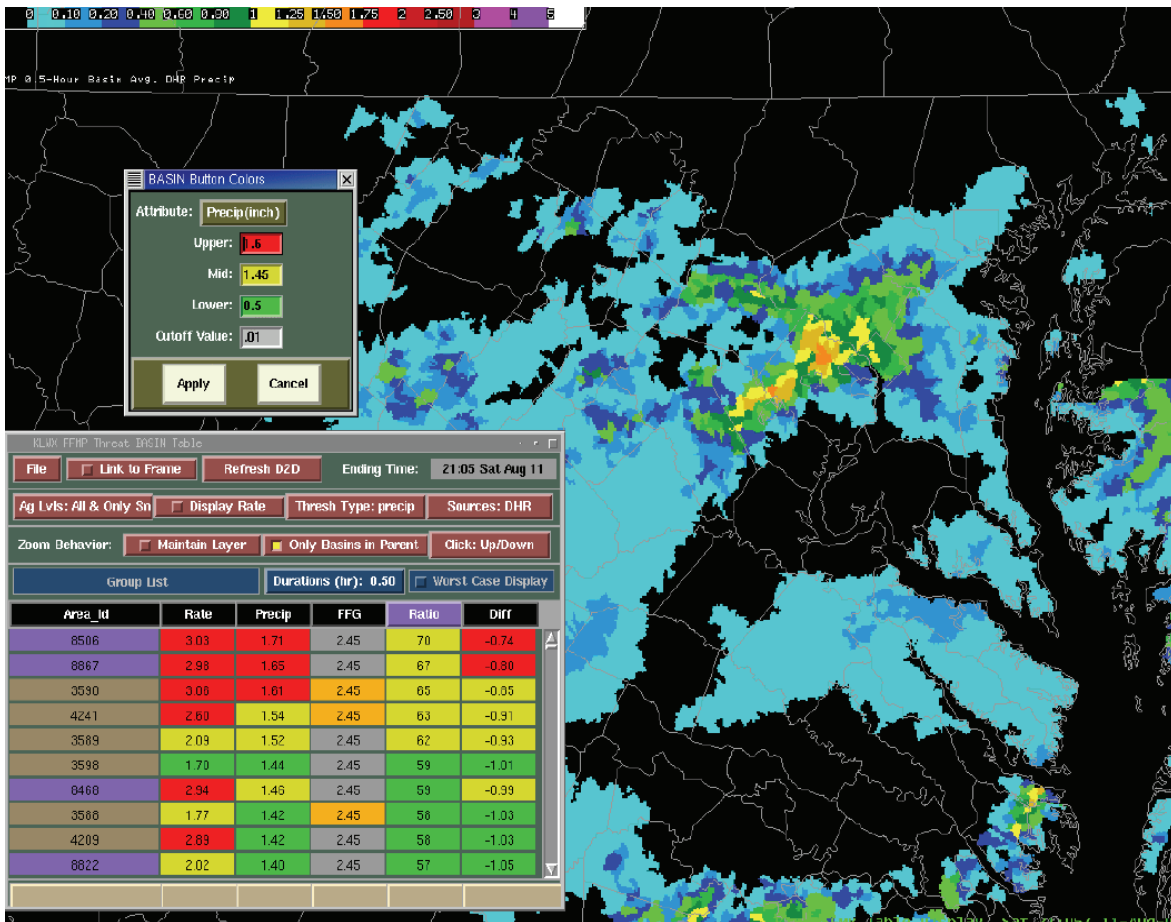 0 0.10 0.20 0.40 0.60 0.80 1 1.25 1.50 1.75 2 2.50 3 4 5
MP 0.5-Hour Basin Avg. DHR Precip
BASIN Button Colors
Attribute: Precip(inch)
Upper: 1.6
Mid: 1.45
Lower: 0.5
Cutoff Value: .01
Apply Cancel
KLWX FFMP Threat BASIN Table
File Link to Frame Refresh D2D Ending Time: 21:05 Sat Aug 11
Ag Lvls: All & Only Sn Display Rate Thresh Type: precip Sources: DHR
Zoom Behavior: Maintain Layer Only Basins in Parent Click: Up/Down
Group List Durations (hr): 0.50 Worst Case Display
Area_Id Rate Precip FFG Ratio Diff
8506 3.03 1.71 2.45 70 -0.74
8867 2.98 1.65 2.45 67 -0.80
3590 3.06 1.61 2.45 65 -0.85
4241 2.60 1.54 2.45 63 -0.91
3589 2.09 1.52 2.45 62 -0.93
3598 1.70 1.44 2.45 59 -1.01
8468 2.94 1.46 2.45 59 -0.99
3588 1.77 1.42 2.45 58 -1.03
4209 2.89 1.42 2.45 58 -1.03
8822 2.02 1.40 2.45 57 -1.05